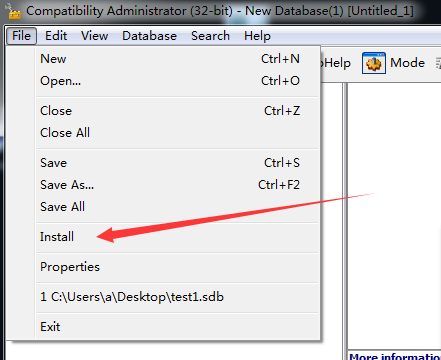 Compatibility Administrator (32-bit) - New Database(1) [Untitled_1]
File Edit View Database Search Help
New Ctrl+N
Open... Ctrl+O
Close Ctrl+Z
Close All
Save Ctrl+S
Save As... Ctrl+F2
Save All
Install
Properties
1 C:\Users\a\Desktop\test1.sdb
Exit
Help Mode
More information